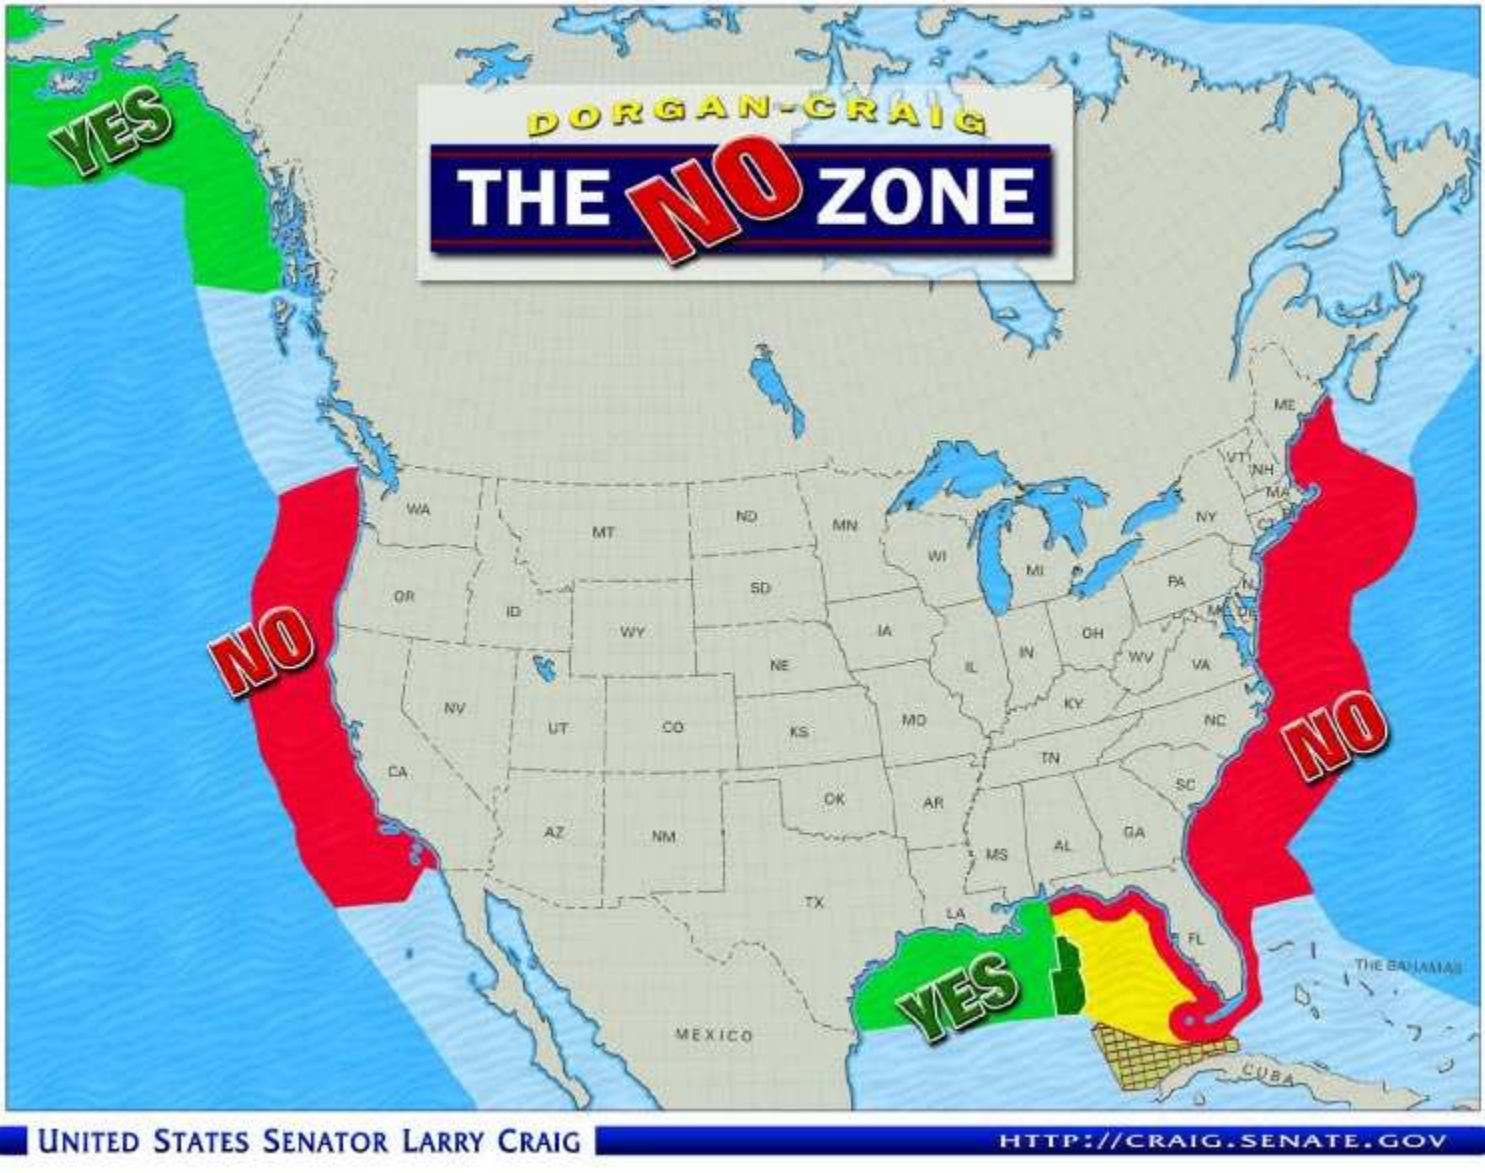 YES
DORGAN-CRAIG
THE NO ZONE
ME
VT
NH
WA
MT
ND
MN
MA
NY
CT
WI
MI
OR
ID
SD
PA
WY
IA
OH
DE
NO
NE
IL
IN
WV
VA
NV
UT
CO
KS
MO
KY
NC
NO
CA
TN
OK
AR
SC
AZ
NM
MS
AL
GA
TX
LA
FL
THE BAHAMAS
YES
MEXICO
CUBA
UNITED STATES SENATOR LARRY CRAIG
HTTP://CRAIG.SENATE.GOV